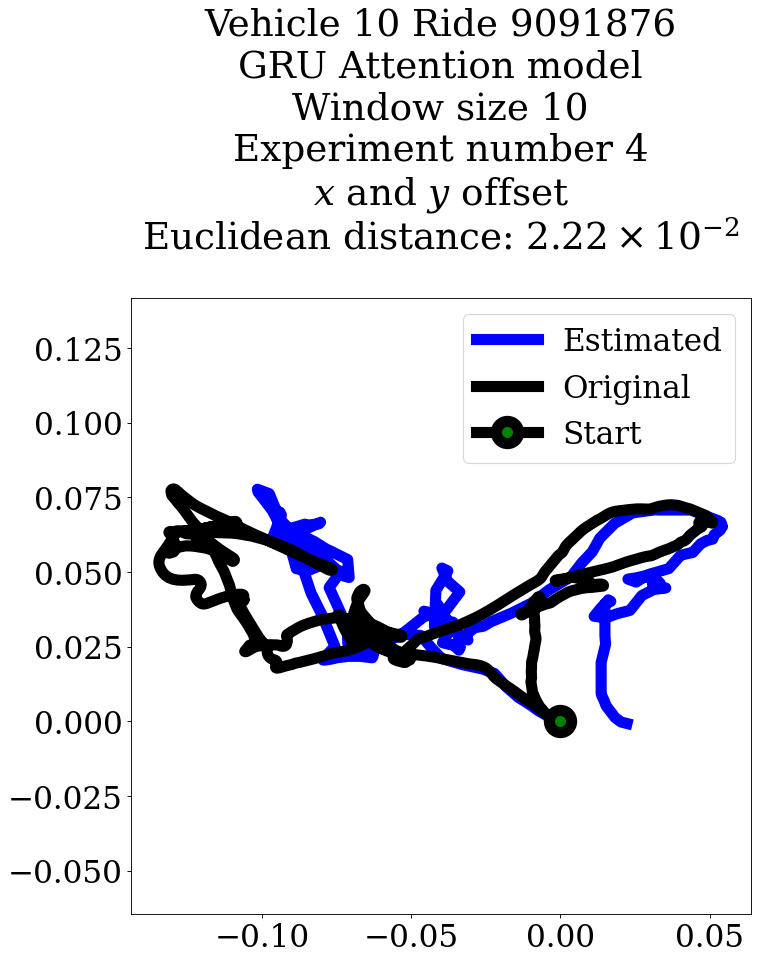 Vehicle 10 Ride 9091876
GRU Attention model
Window size 10
Experiment number 4
x and y offset
Euclidean distance: 2.22 × 10⁻²
Estimated
Original
Start
0.125
0.100
0.075
0.050
0.025
0.000
−0.025
−0.050
−0.10 −0.05 0.00 0.05